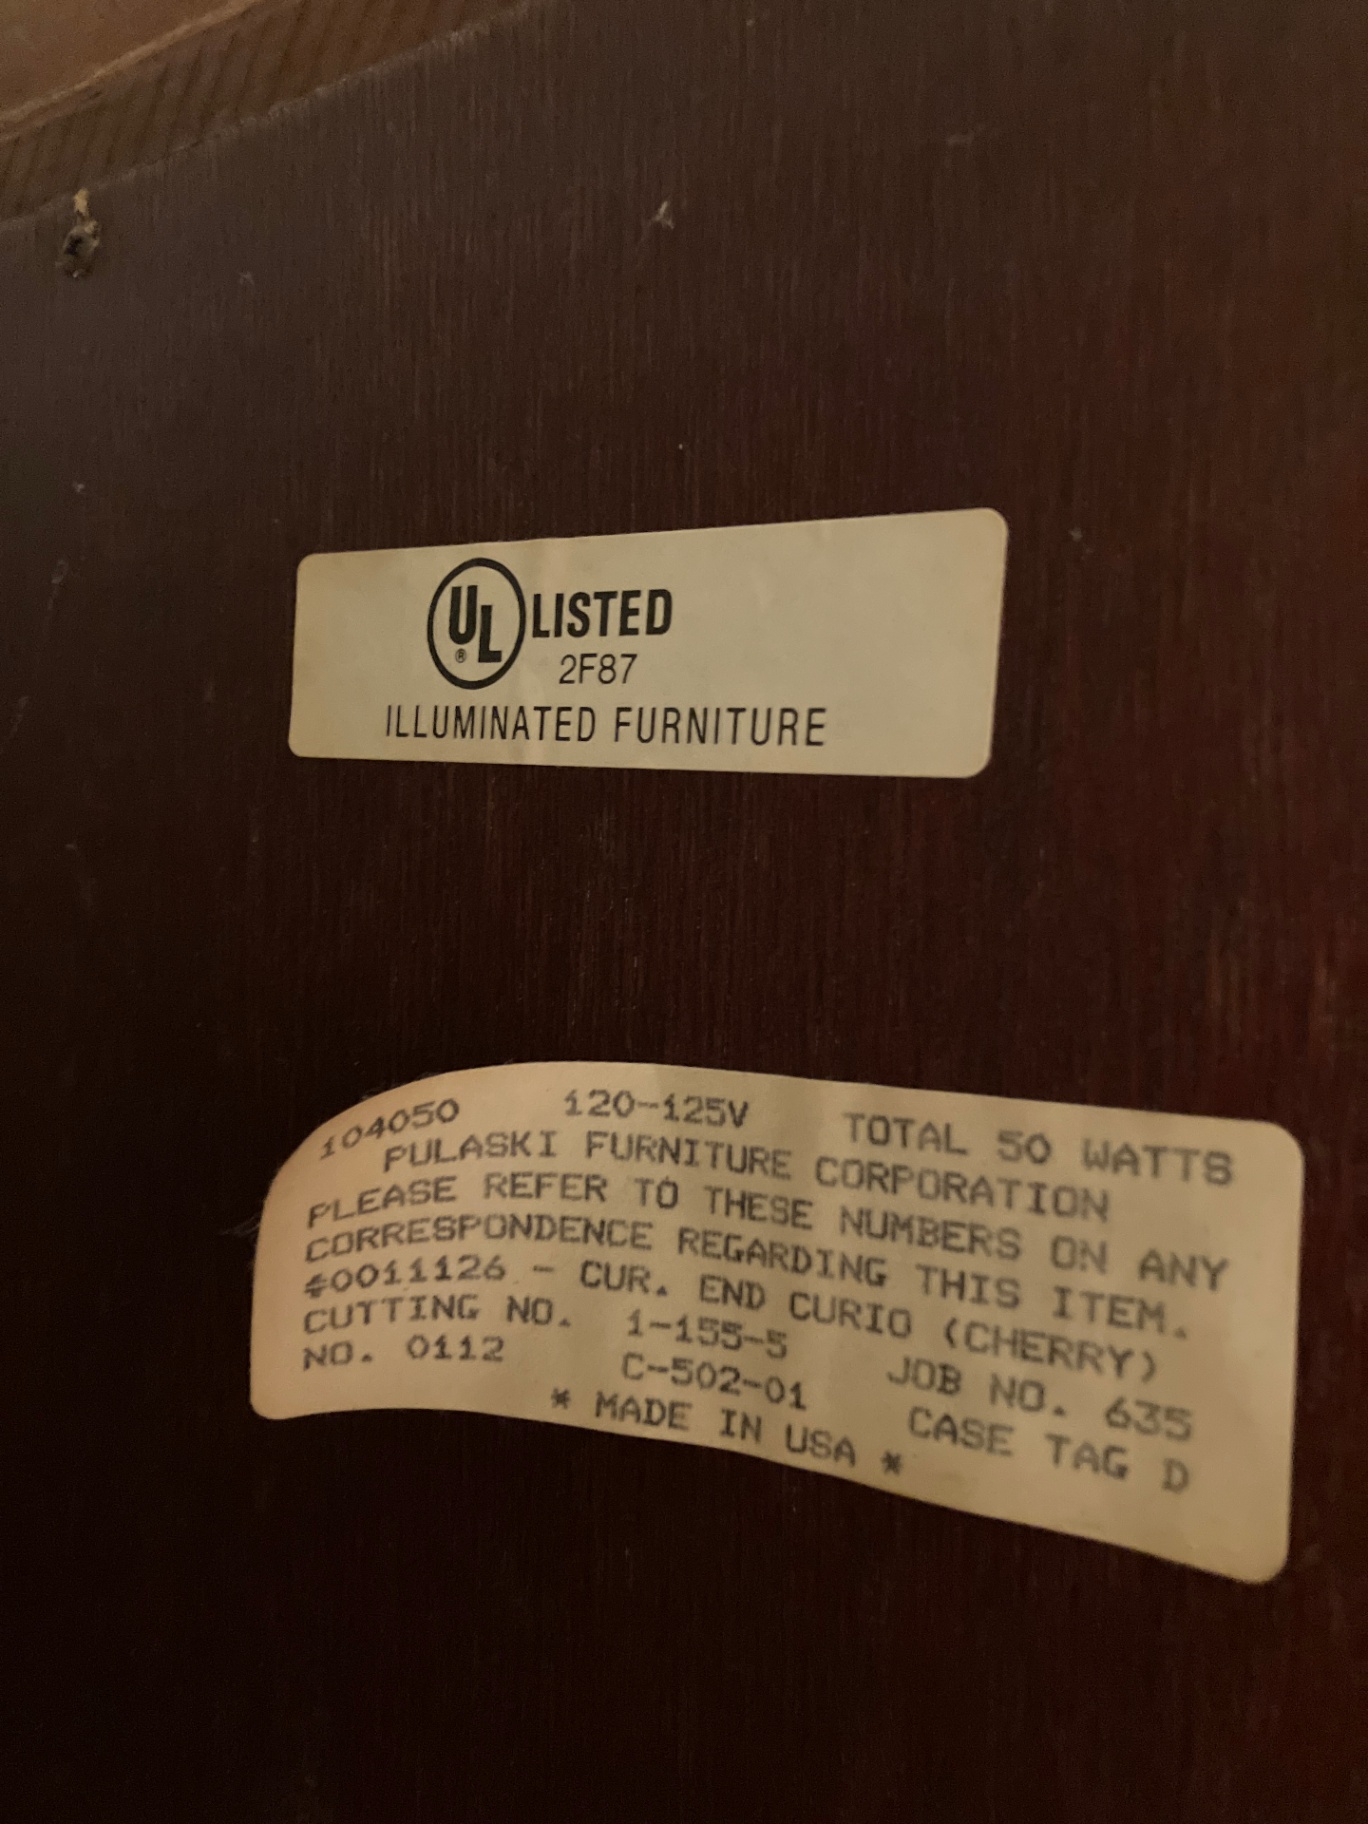 UL® LISTED
2F87
ILLUMINATED FURNITURE
104050 120-125V TOTAL 50 WATTS
PULASKI FURNITURE CORPORATION
PLEASE REFER TO THESE NUMBERS ON ANY
CORRESPONDENCE REGARDING THIS ITEM.
#0011126 - CUR. END CURIO (CHERRY)
CUTTING NO. 1-155-5 JOB NO. 635
NO. 0112 C-502-01 CASE TAG D
* MADE IN USA *